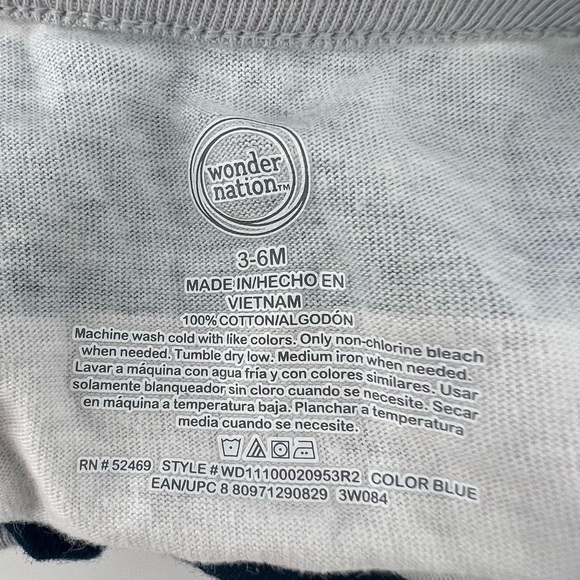 wonder
nation™
3-6M
MADE IN/HECHO EN
VIETNAM
100% COTTON/ALGODÓN
Machine wash cold with like colors. Only non-chlorine bleach
when needed. Tumble dry low. Medium iron when needed.
Lavar a máquina con agua fría y con colores similares. Usar
solamente blanqueador sin cloro cuando se necesite. Secar
en máquina a temperatura baja. Planchar a temperatura
media cuando se necesite.
RN # 52469 STYLE # WD11100020953R2 COLOR BLUE
EAN/UPC 8 80971290829 3W084